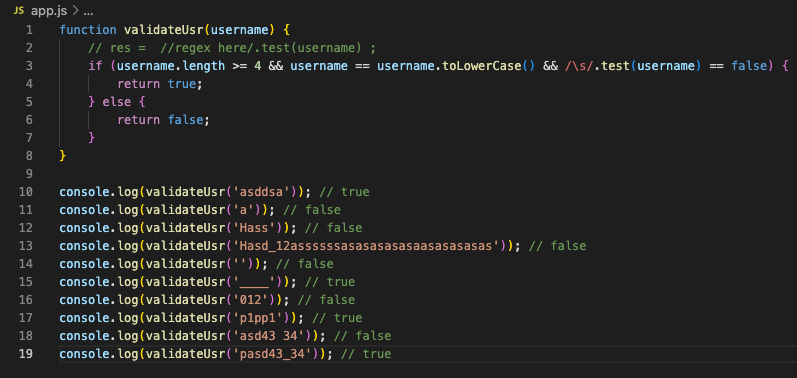 JS app.js > ...
1 function validateUsr(username) {
2 // res =  //regex here/.test(username) ;
3 if (username.length >= 4 && username == username.toLowerCase() && /\s/.test(username) == false) {
4 return true;
5 } else {
6 return false;
7 }
8 }
9
10 console.log(validateUsr('asddsa')); // true
11 console.log(validateUsr('a')); // false
12 console.log(validateUsr('Hass')); // false
13 console.log(validateUsr('Hasd_12assssssasasasasasaasasasasas')); // false
14 console.log(validateUsr('')); // false
15 console.log(validateUsr('____')); // true
16 console.log(validateUsr('012')); // false
17 console.log(validateUsr('p1pp1')); // true
18 console.log(validateUsr('asd43 34')); // false
19 console.log(validateUsr('pasd43_34')); // true